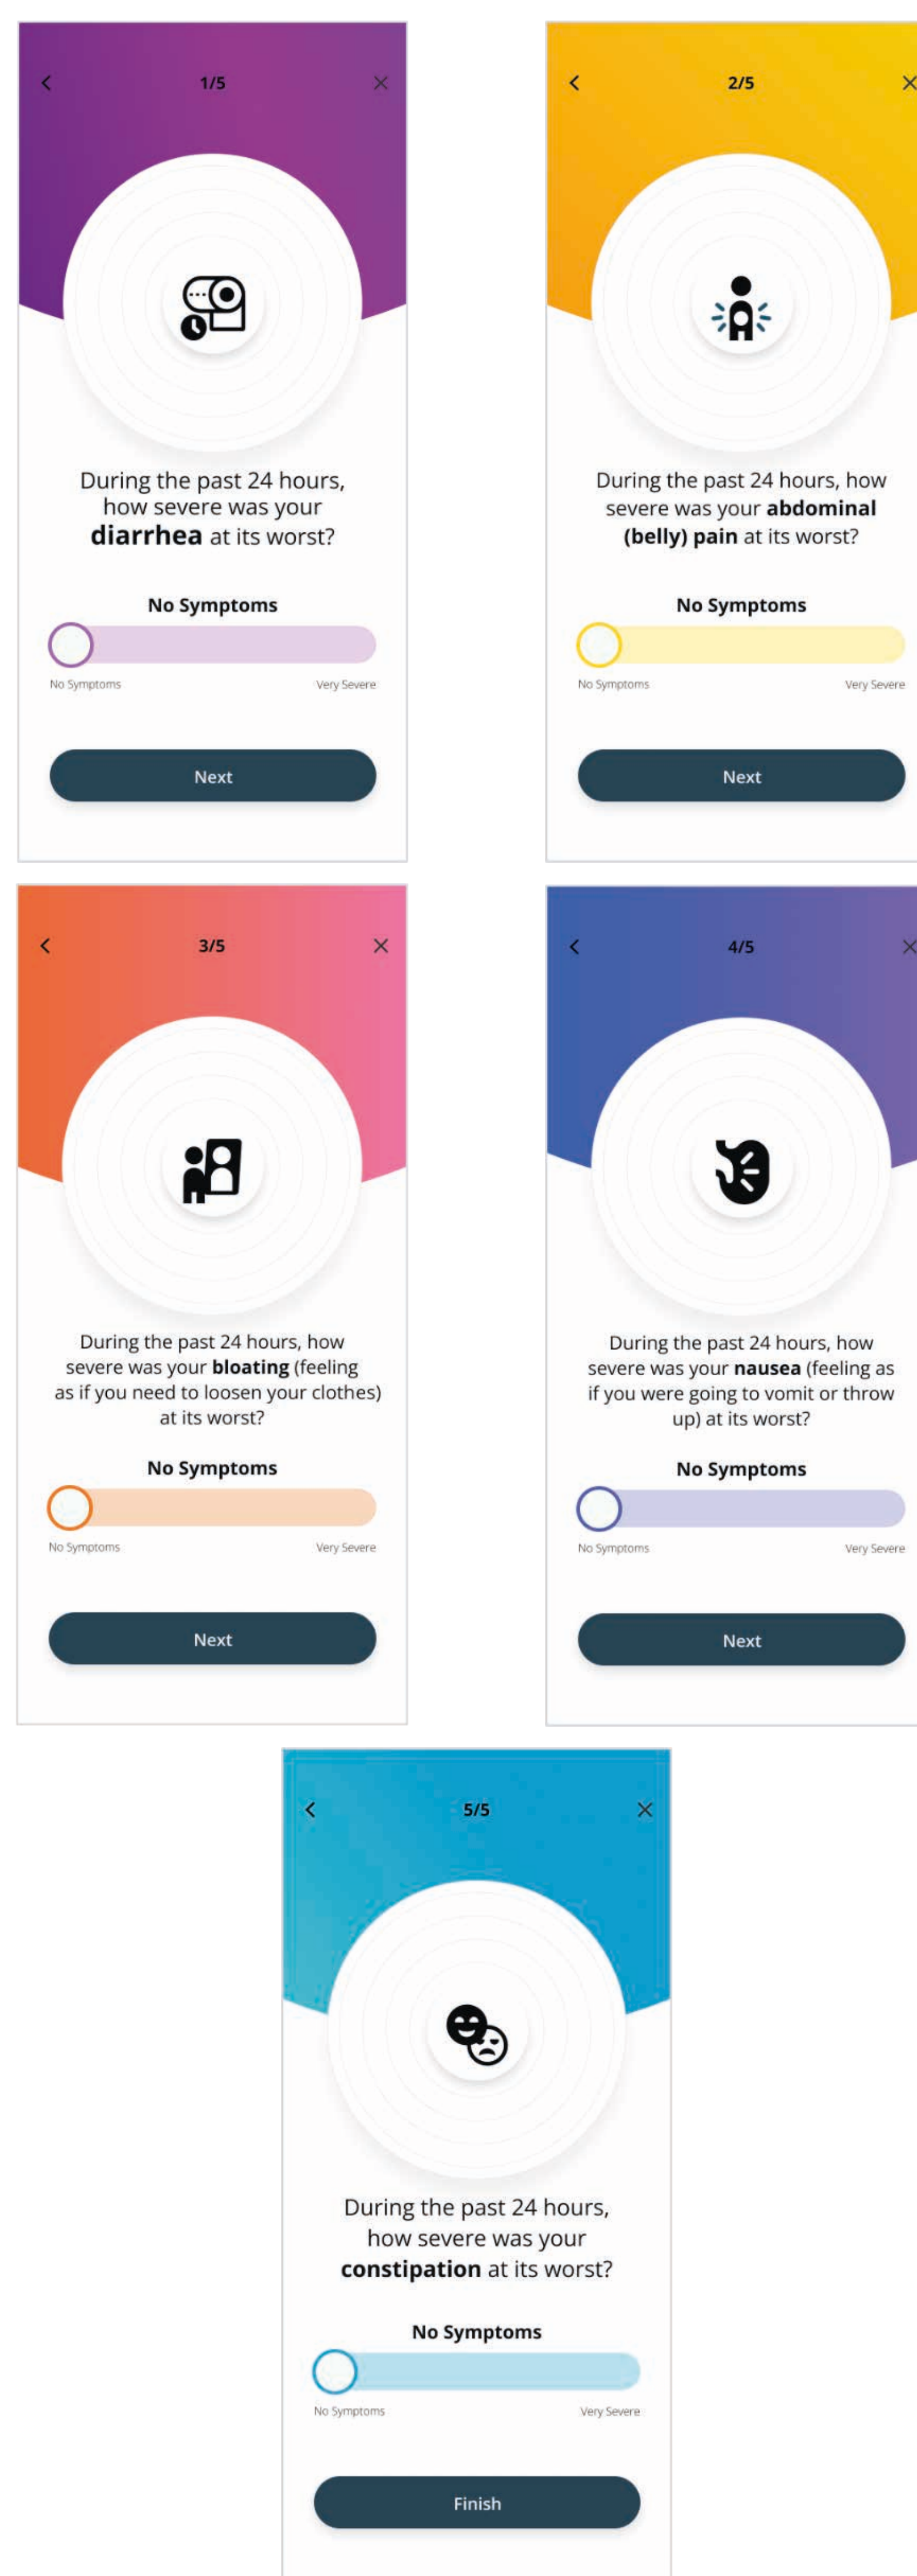 1/5
During the past 24 hours,
how severe was your
diarrhea at its worst?
No Symptoms
No Symptoms Very Severe
Next
2/5
During the past 24 hours, how
severe was your abdominal
(belly) pain at its worst?
No Symptoms
No Symptoms Very Severe
Next
3/5
During the past 24 hours, how
severe was your bloating (feeling
as if you need to loosen your clothes)
at its worst?
No Symptoms
No Symptoms Very Severe
Next
4/5
During the past 24 hours, how
severe was your nausea (feeling as
if you were going to vomit or throw
up) at its worst?
No Symptoms
No Symptoms Very Severe
Next
5/5
During the past 24 hours,
how severe was your
constipation at its worst?
No Symptoms
No Symptoms Very Severe
Finish